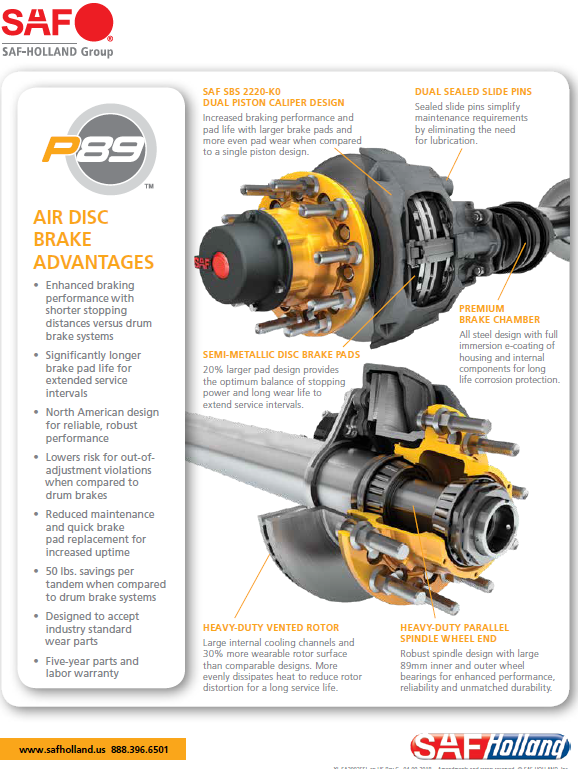 SAF
SAF-HOLLAND Group
P89
™
AIR DISC
BRAKE
ADVANTAGES
• Enhanced braking
performance with
shorter stopping
distances versus drum
brake systems
• Significantly longer
brake pad life for
extended service
intervals
• North American design
for reliable, robust
performance
• Lowers risk for out-of-
adjustment violations
when compared to
drum brakes
• Reduced maintenance
and quick brake
pad replacement for
increased uptime
• 50 lbs. savings per
tandem when compared
to drum brake systems
• Designed to accept
industry standard
wear parts
• Five-year parts and
labor warranty
SAF SBS 2220-K0
DUAL PISTON CALIPER DESIGN
Increased braking performance and
pad life with larger brake pads and
more even pad wear when compared
to a single piston design.
DUAL SEALED SLIDE PINS
Sealed slide pins simplify
maintenance requirements
by eliminating the need
for lubrication.
SAF
PREMIUM
BRAKE CHAMBER
All steel design with full
immersion e-coating of
housing and internal
components for long
life corrosion protection.
SEMI-METALLIC DISC BRAKE PADS
20% larger pad design provides
the optimum balance of stopping
power and long wear life to
extend service intervals.
HEAVY-DUTY VENTED ROTOR
Large internal cooling channels and
30% more wearable rotor surface
than comparable designs. More
evenly dissipates heat to reduce rotor
distortion for a long service life.
HEAVY-DUTY PARALLEL
SPINDLE WHEEL END
Robust spindle design with large
89mm inner and outer wheel
bearings for enhanced performance,
reliability and unmatched durability.
www.safholland.us 888.396.6501
SAF Holland